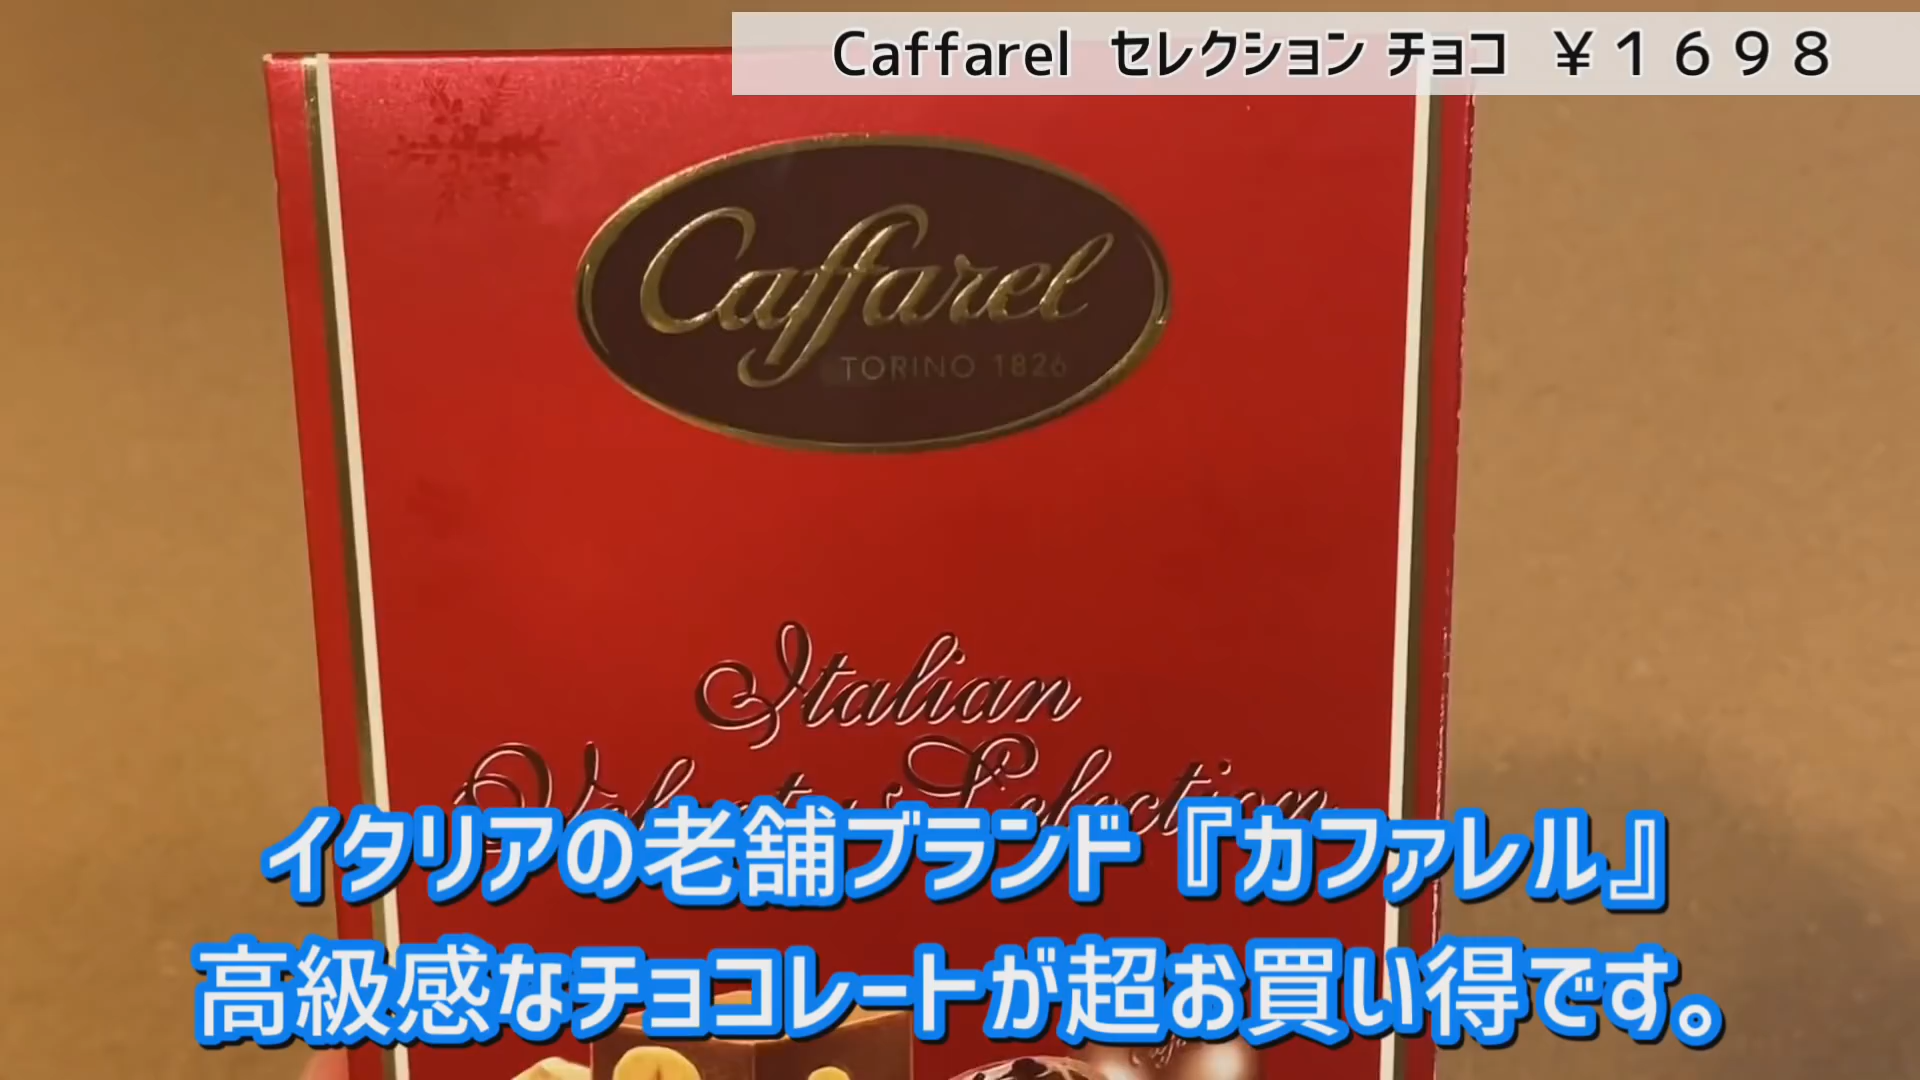 Caffarel セレクション チョコ ¥１６９８
Caffarel
TORINO 1826
Italian
Selection
イタリアの老舗ブランド『カファレル』
高級感なチョコレートが超お買い得です。